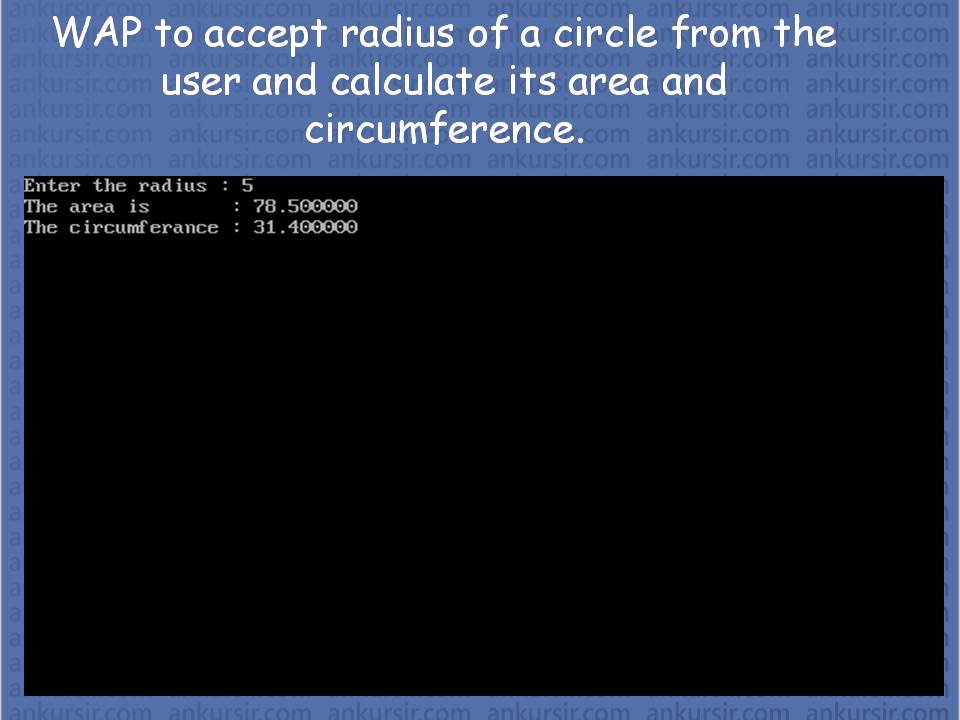 WAP to accept radius of a circle from the
user and calculate its area and
circumference.
Enter the radius : 5
The area is : 78.500000
The circumferance : 31.400000
ankursir.com